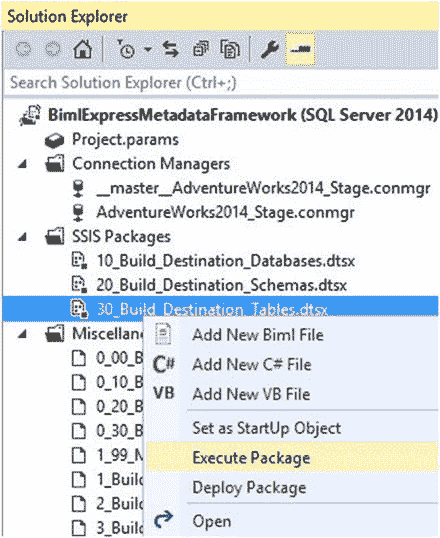 Solution Explorer
Search Solution Explorer (Ctrl+;)
BimlExpressMetadataFramework (SQL Server 2014)
Project.params
Connection Managers
__master__AdventureWorks2014_Stage.conmgr
AdventureWorks2014_Stage.conmgr
SSIS Packages
10_Build_Destination_Databases.dtsx
20_Build_Destination_Schemas.dtsx
30_Build_Destination_Tables.dtsx
Miscellane
0_00_B
0_10_B
0_20_B
0_30_B
1_99_M
1_Build
2_Build
3_Buil
Add New Biml File
C# Add New C# File
VB Add New VB File
Set as StartUp Object
Execute Package
Deploy Package
Open